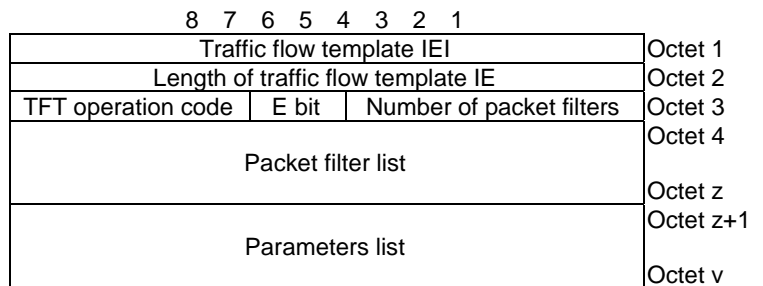 8 7 6 5 4 3 2 1
Traffic flow template IEI Octet 1
Length of traffic flow template IE Octet 2
TFT operation code E bit Number of packet filters Octet 3
Octet 4
Packet filter list
Octet z
Octet z+1
Parameters list
Octet v